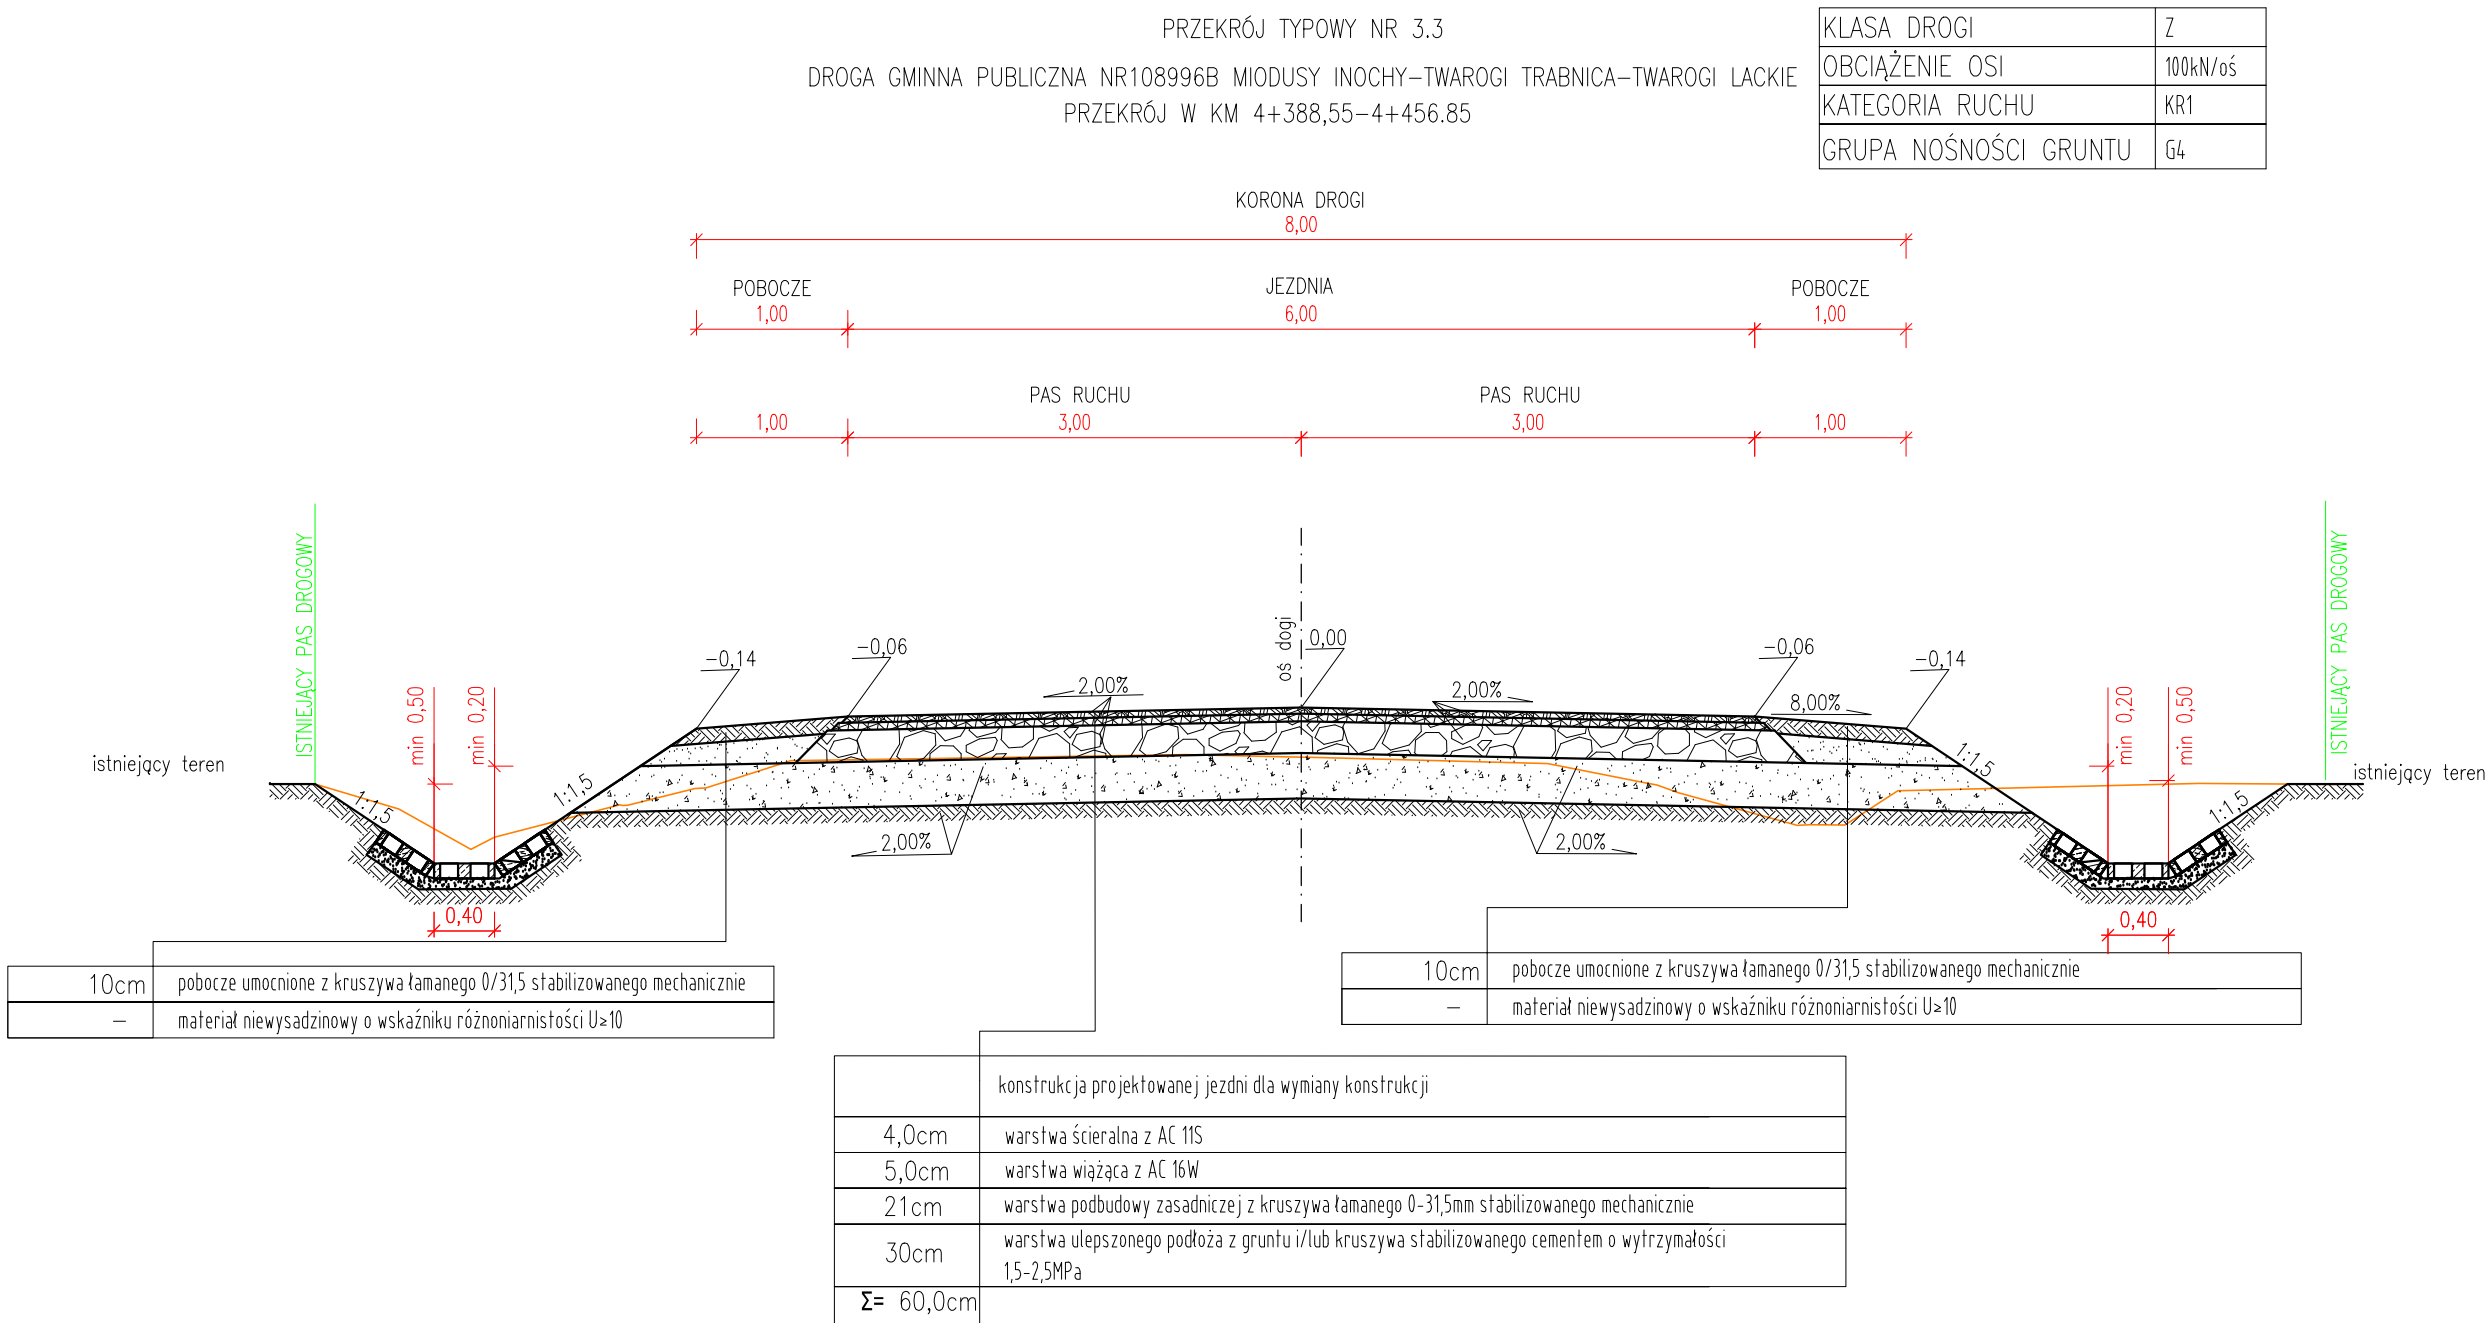 PRZEKRÓJ TYPOWY NR 3.3
DROGA GMINNA PUBLICZNA NR108996B MIODUSY INOCHY-TWAROGI TRABNICA-TWAROGI LACKIE
PRZEKRÓJ W KM 4+388,55-4+456.85
KLASA DROGI Z
OBCIĄŻENIE OSI 100kN/oś
KATEGORIA RUCHU KR1
GRUPA NOŚNOŚCI GRUNTU G4
KORONA DROGI
8,00
POBOCZE JEZDNIA POBOCZE
1,00 6,00 1,00
PAS RUCHU PAS RUCHU
1,00 3,00 3,00 1,00
ISTNIEJĄCY PAS DROGOWY
ISTNIEJĄCY PAS DROGOWY
oś dogi
0,00
-0,14
-0,06
-0,06
-0,14
2,00%
2,00%
8,00%
min 0,50
min 0,20
min 0,20
min 0,50
istniejący teren
istniejący teren
1:1,5
1:1,5
1:1,5
1:1,5
2,00%
2,00%
0,40
0,40
10cm pobocze umocnione z kruszywa łamanego 0/31,5 stabilizowanego mechanicznie
- materiał niewysadzinowy o wskaźniku różnoniarnistości U≥10
10cm pobocze umocnione z kruszywa łamanego 0/31,5 stabilizowanego mechanicznie
- materiał niewysadzinowy o wskaźniku różnoniarnistości U≥10
konstrukcja projektowanej jezdni dla wymiany konstrukcji
4,0cm warstwa ścieralna z AC 11S
5,0cm warstwa wiążąca z AC 16W
21cm warstwa podbudowy zasadniczej z kruszywa łamanego 0-31,5mm stabilizowanego mechanicznie
30cm warstwa ulepszonego podłoża z gruntu i/lub kruszywa stabilizowanego cementem o wytrzymałości
1,5-2,5MPa
Σ= 60,0cm